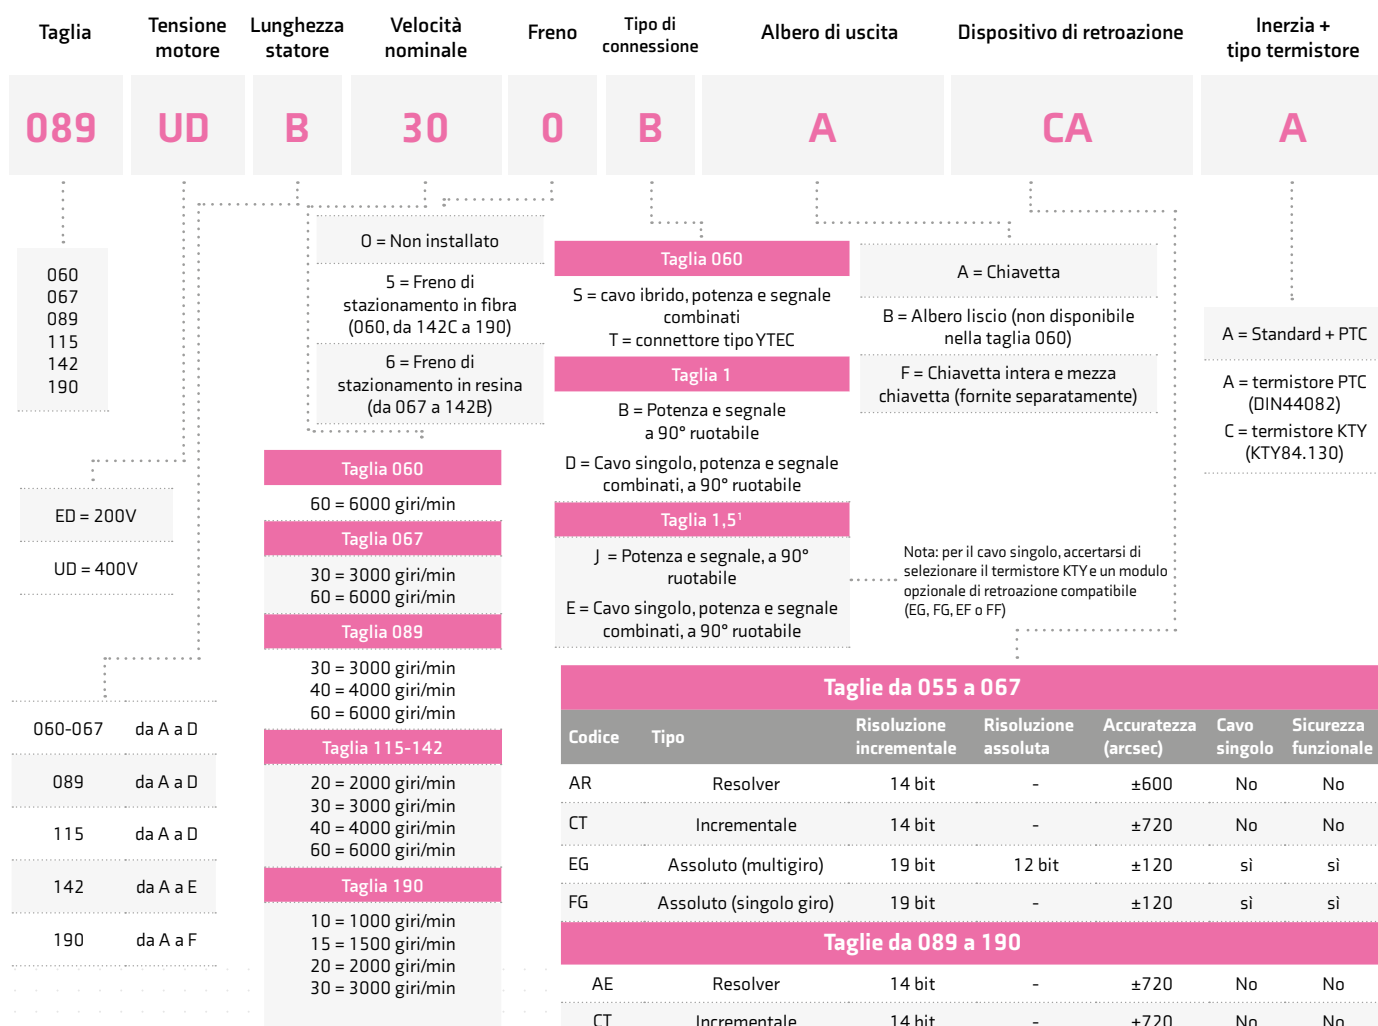 Taglia
Tensione
motore
Lunghezza
statore
Velocità
nominale
Freno
Tipo di
connessione
Albero di uscita
Dispositivo di retroazione
Inerzia +
tipo termistore
089
UD
B
30
0
B
A
CA
A
060
067
089
115
142
190
ED = 200V
UD = 400V
060-067 da A a D
089 da A a D
115 da A a D
142 da A a E
190 da A a F
0 = Non installato
5 = Freno di
stazionamento in fibra
(060, da 142C a 190)
6 = Freno di
stazionamento in resina
(da 067 a 142B)
Taglia 060
60 = 6000 giri/min
Taglia 067
30 = 3000 giri/min
60 = 6000 giri/min
Taglia 089
30 = 3000 giri/min
40 = 4000 giri/min
60 = 6000 giri/min
Taglia 115-142
20 = 2000 giri/min
30 = 3000 giri/min
40 = 4000 giri/min
60 = 6000 giri/min
Taglia 190
10 = 1000 giri/min
15 = 1500 giri/min
20 = 2000 giri/min
30 = 3000 giri/min
Taglia 060
S = cavo ibrido, potenza e segnale
combinati
T = connettore tipo YTEC
Taglia 1
B = Potenza e segnale
a 90° ruotabile
D = Cavo singolo, potenza e segnale
combinati, a 90° ruotabile
Taglia 1,5¹
J = Potenza e segnale, a 90°
ruotabile
E = Cavo singolo, potenza e segnale
combinati, a 90° ruotabile
A = Chiavetta
B = Albero liscio (non disponibile
nella taglia 060)
F = Chiavetta intera e mezza
chiavetta (fornite separatamente)
Nota: per il cavo singolo, accertarsi di
selezionare il termistore KTY e un modulo
opzionale di retroazione compatibile
(EG, FG, EF o FF)
A = Standard + PTC
A = termistore PTC
(DIN44082)
C = termistore KTY
(KTY84.130)
Taglie da 055 a 067
Codice Tipo Risoluzione incrementale Risoluzione assoluta Accuratezza (arcsec) Cavo singolo Sicurezza funzionale
AR Resolver 14 bit - ±600 No No
CT Incrementale 14 bit - ±720 No No
EG Assoluto (multigiro) 19 bit 12 bit ±120 sì sì
FG Assoluto (singolo giro) 19 bit - ±120 sì sì
Taglie da 089 a 190
AE Resolver 14 bit - ±720 No No
CT Incrementale 14 bit - ±720 No No